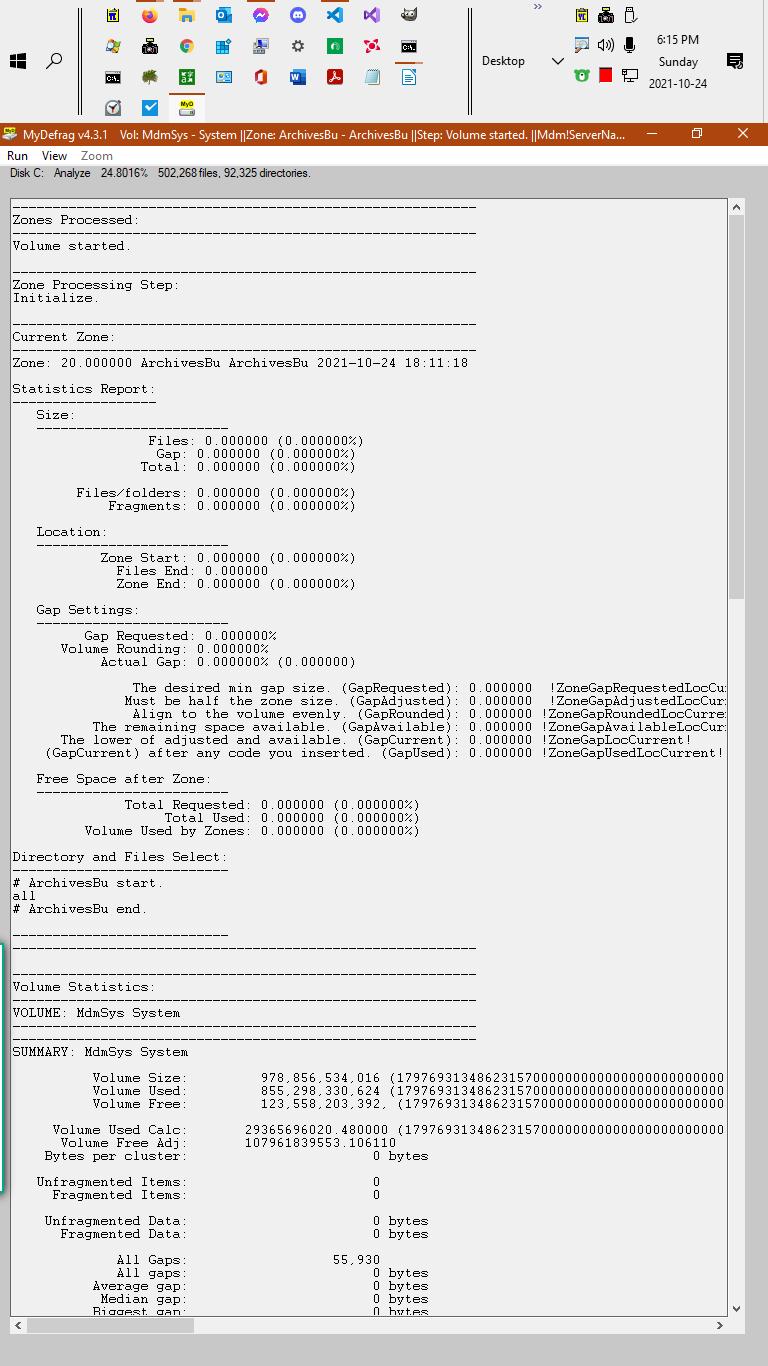 »
6:15 PM
Desktop
Sunday
2021-10-24
MyD
MyDefrag v4.3.1    Vol: MdmSys - System ||Zone: ArchivesBu - ArchivesBu ||Step: Volume started. ||Mdm!ServerNa...
Run View Zoom
Disk C: Analyze 24.8016% 502,268 files, 92,325 directories.
----------------------------------------------------------
Zones Processed:
----------------------------------------------------------
Volume started.
----------------------------------------------------------
Zone Processing Step:
Initialize.
----------------------------------------------------------
Current Zone:
----------------------------------------------------------
Zone: 20.000000 ArchivesBu ArchivesBu 2021-10-24 18:11:18
Statistics Report:
------------------
Size:
------------------------
Files: 0.000000 (0.000000%)
Gap: 0.000000 (0.000000%)
Total: 0.000000 (0.000000%)
Files/folders: 0.000000 (0.000000%)
Fragments: 0.000000 (0.000000%)
Location:
------------------------
Zone Start: 0.000000 (0.000000%)
Files End: 0.000000
Zone End: 0.000000 (0.000000%)
Gap Settings:
------------------------
Gap Requested: 0.000000%
Volume Rounding: 0.000000%
Actual Gap: 0.000000% (0.000000)
The desired min gap size. (GapRequested): 0.000000  !ZoneGapRequestedLocCu
Must be half the zone size. (GapAdjusted): 0.000000  !ZoneGapAdjustedLocCur
Align to the volume evenly. (GapRounded): 0.000000 !ZoneGapRoundedLocCurre
The remaining space available. (GapAvailable): 0.000000 !ZoneGapAvailableLocCur
The lower of adjusted and available. (GapCurrent): 0.000000 !ZoneGapLocCurrent!
(GapCurrent) after any code you inserted. (GapUsed): 0.000000 !ZoneGapUsedLocCurrent!
Free Space after Zone:
------------------------
Total Requested: 0.000000 (0.000000%)
Total Used: 0.000000 (0.000000%)
Volume Used by Zones: 0.000000 (0.000000%)
Directory and Files Select:
---------------------------
# ArchivesBu start.
all
# ArchivesBu end.
---------------------------
----------------------------------------------------------
----------------------------------------------------------
Volume Statistics:
----------------------------------------------------------
VOLUME: MdmSys System
----------------------------------------------------------
----------------------------------------------------------
SUMMARY: MdmSys System
Volume Size: 978,856,534,016 (17976931348623157000000000000000000000000
Volume Used: 855,298,330,624 (17976931348623157000000000000000000000000
Volume Free: 123,558,203,392, (17976931348623157000000000000000000000000
Volume Used Calc: 29365696020.480000 (17976931348623157000000000000000000000000
Volume Free Adj: 107961839553.106110
Bytes per cluster: 0 bytes
Unfragmented Items: 0
Fragmented Items: 0
Unfragmented Data: 0 bytes
Fragmented Data: 0 bytes
All Gaps: 55,930
All gaps: 0 bytes
Average gap: 0 bytes
Median gap: 0 bytes
Biggest gap: 0 bytes